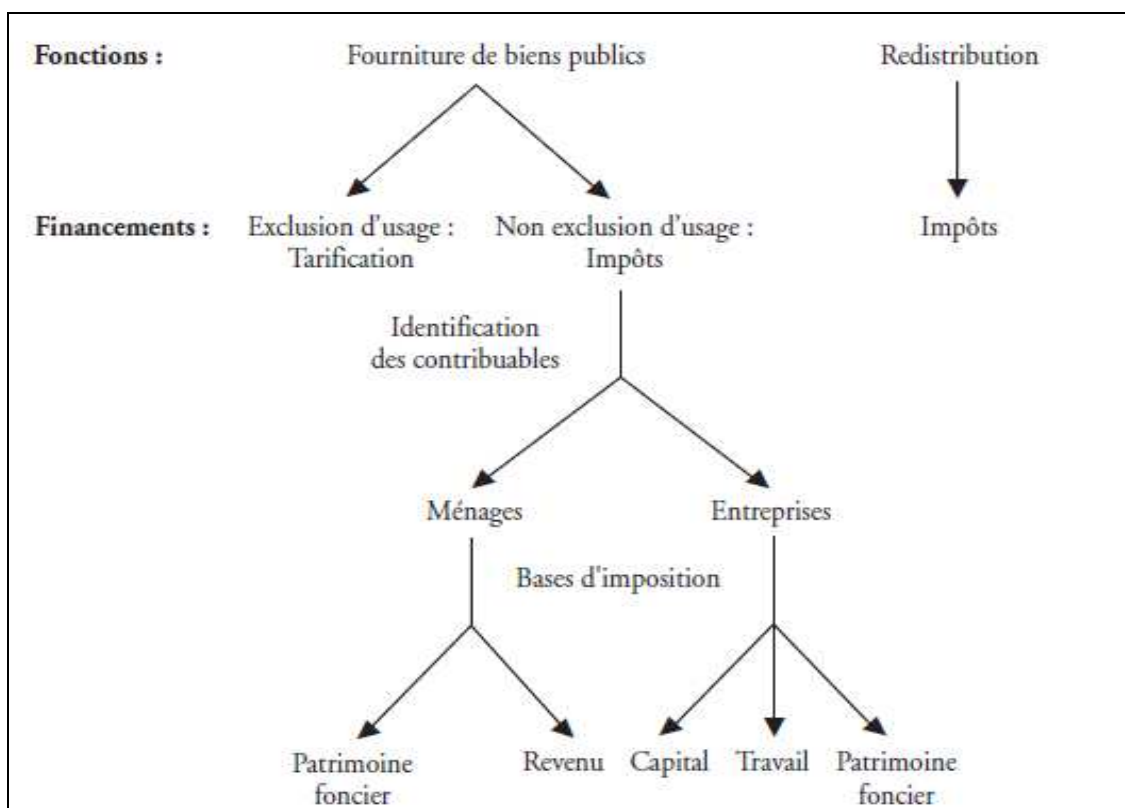 Fonctions : Fourniture de biens publics Redistribution
Financements : Exclusion d'usage : Non exclusion d'usage : Impôts
Tarification Impôts
Identification
des contribuables
Ménages Entreprises
Bases d'imposition
Patrimoine Revenu Capital Travail Patrimoine
foncier foncier